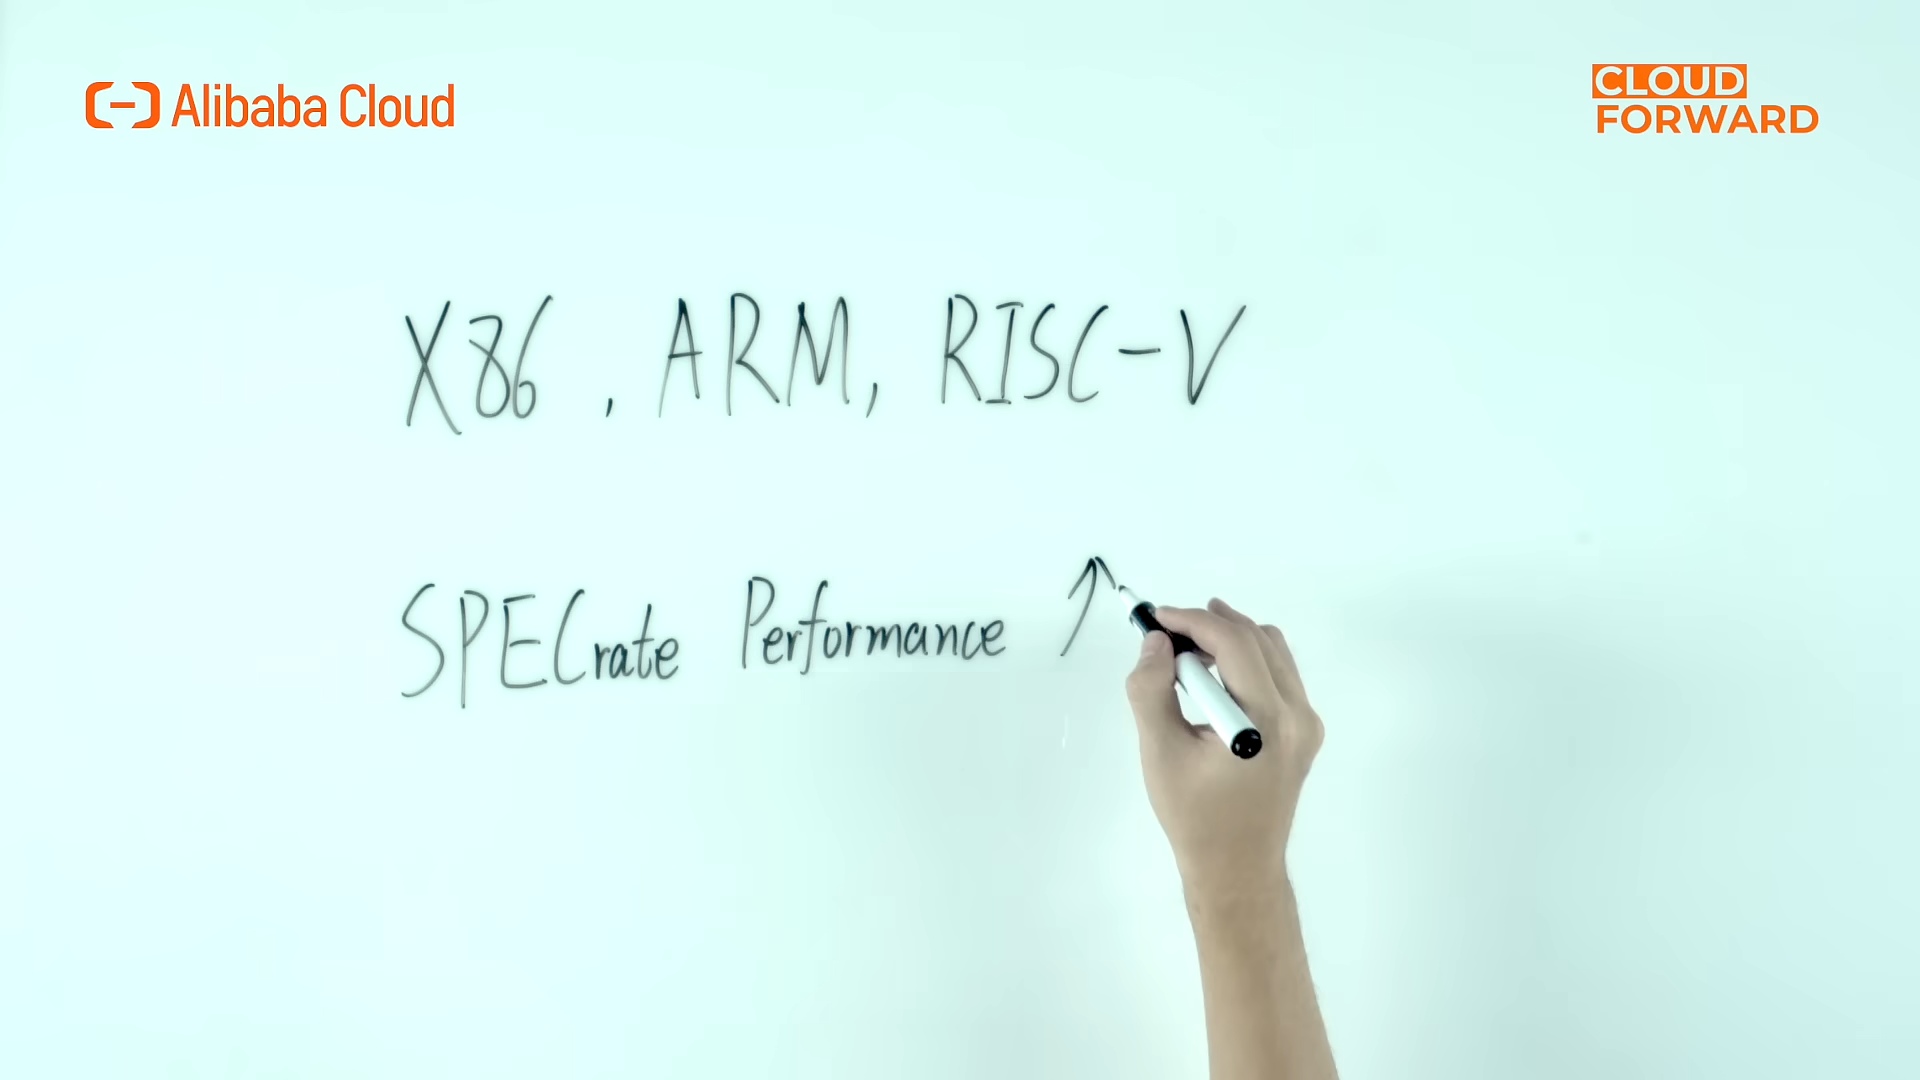 Alibaba Cloud
CLOUD
FORWARD
X86, ARM, RISC-V
SPECrate Performance ↑